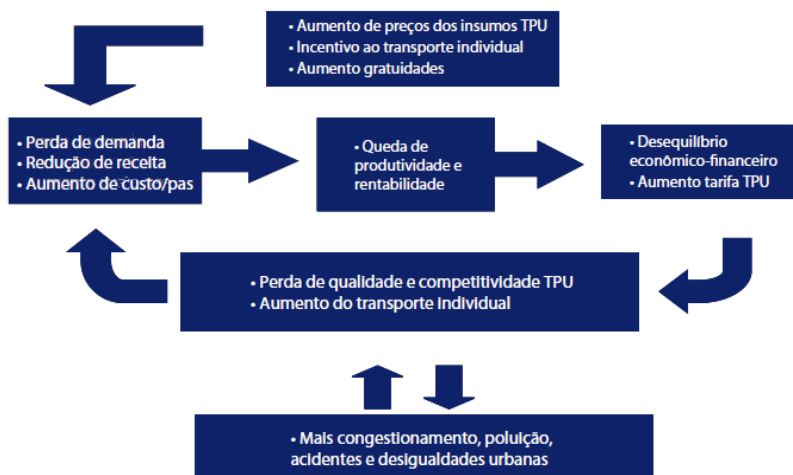 • Aumento de preços dos insumos TPU
• Incentivo ao transporte individual
• Aumento gratuidades
• Perda de demanda
• Redução de receita
• Aumento de custo/pas
• Queda de
produtividade e
rentabilidade
• Desequilíbrio
econômico-financeiro
• Aumento tarifa TPU
• Perda de qualidade e competitividade TPU
• Aumento do transporte individual
• Mais congestionamento, poluição,
acidentes e desigualdades urbanas